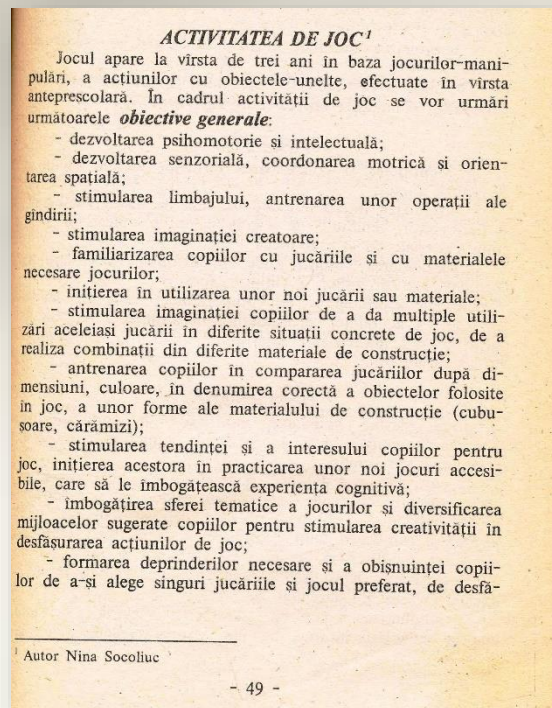 ACTIVITATEA DE JOC¹
Jocul apare la vîrsta de trei ani în baza jocurilor-mani-
pulări, a acțiunilor cu obiectele-unelte, efectuate în vîrsta
antepreșcolară. În cadrul activității de joc se vor urmări
următoarele obiective generale:
- dezvoltarea psihomotorie și intelectuală;
- dezvoltarea senzorială, coordonarea motrică și orien-
tarea spațială;
- stimularea limbajului, antrenarea unor operații ale
gîndirii;
- stimularea imaginației creatoare;
- familiarizarea copiilor cu jucăriile și cu materialele
necesare jocurilor;
- inițierea în utilizarea unor noi jucării sau materiale;
- stimularea imaginației copiilor de a da multiple utili-
zări aceleiași jucării în diferite situații concrete de joc, de a
realiza combinații din diferite materiale de construcție;
- antrenarea copiilor în compararea jucăriilor după di-
mensiuni, culoare, în denumirea corectă a obiectelor folosite
în joc, a unor forme ale materialului de construcție (cubu-
șoare, cărămizi);
- stimularea tendinței și a interesului copiilor pentru
joc, inițierea acestora în practicarea unor noi jocuri accesi-
bile, care să le îmbogățească experiența cognitivă;
- îmbogățirea sferei tematice a jocurilor și diversificarea
mijloacelor sugerate copiilor pentru stimularea creativității în
desfășurarea acțiunilor de joc;
- formarea deprinderilor necesare și a obișnuinței copii-
lor de a-și alege singuri jucăriile și jocul preferat, de desfă-
¹ Autor Nina Socoliuc
- 49 -